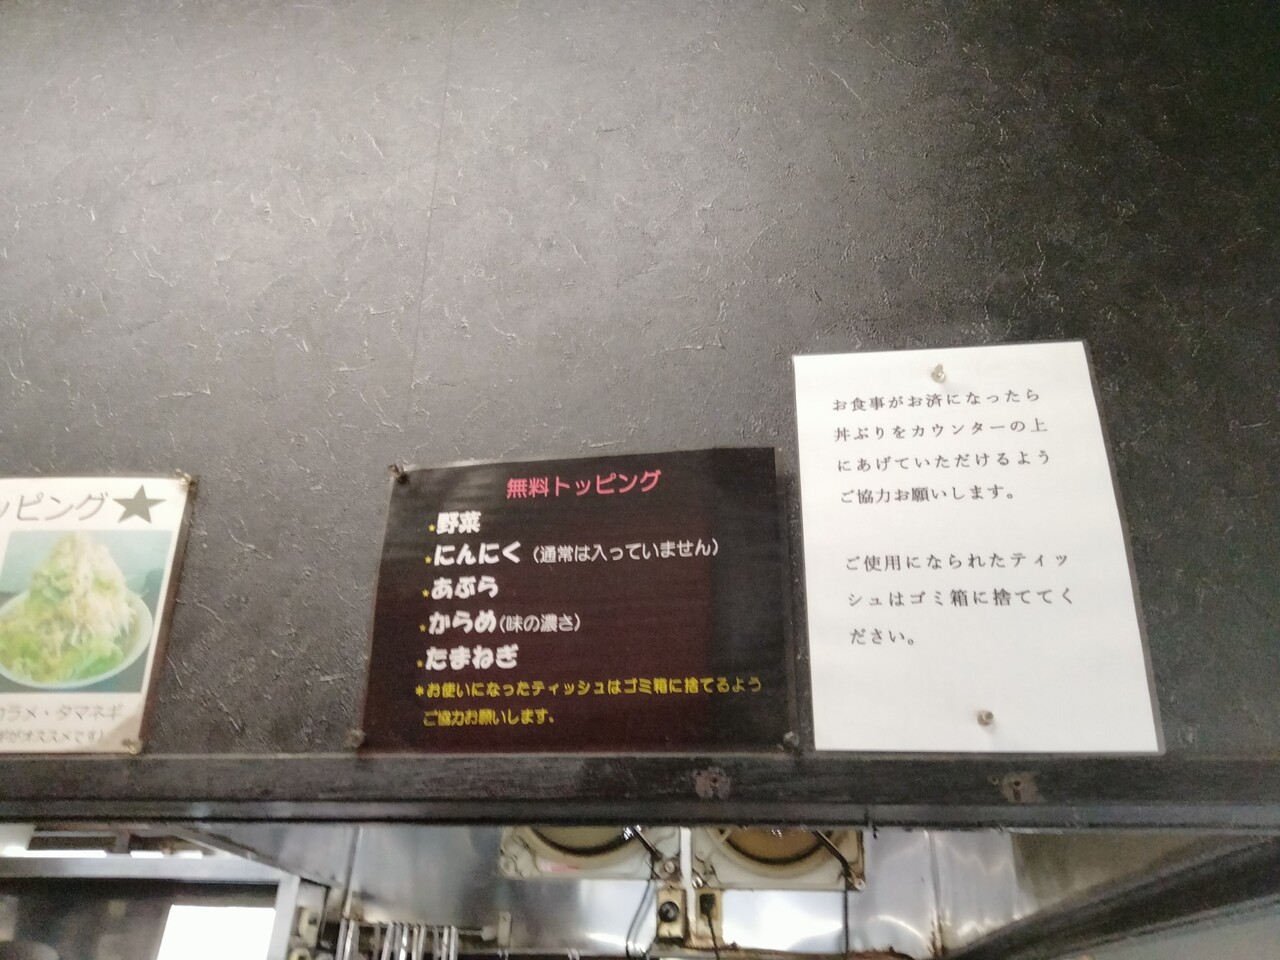 ッピング★
カラメ・タマネギ
がオススメです)
無料トッピング
★野菜
★にんにく（通常は入っていません）
★あぶら
★からめ(味の濃さ)
★たまねぎ
*お使いになったティッシュはゴミ箱に捨てるよう
ご協力お願いします。
お食事がお済になったら
丼ぶりをカウンターの上
にあげていただけるよう
ご協力お願いします。
ご使用になられたティッ
シュはゴミ箱に捨ててく
ださい。